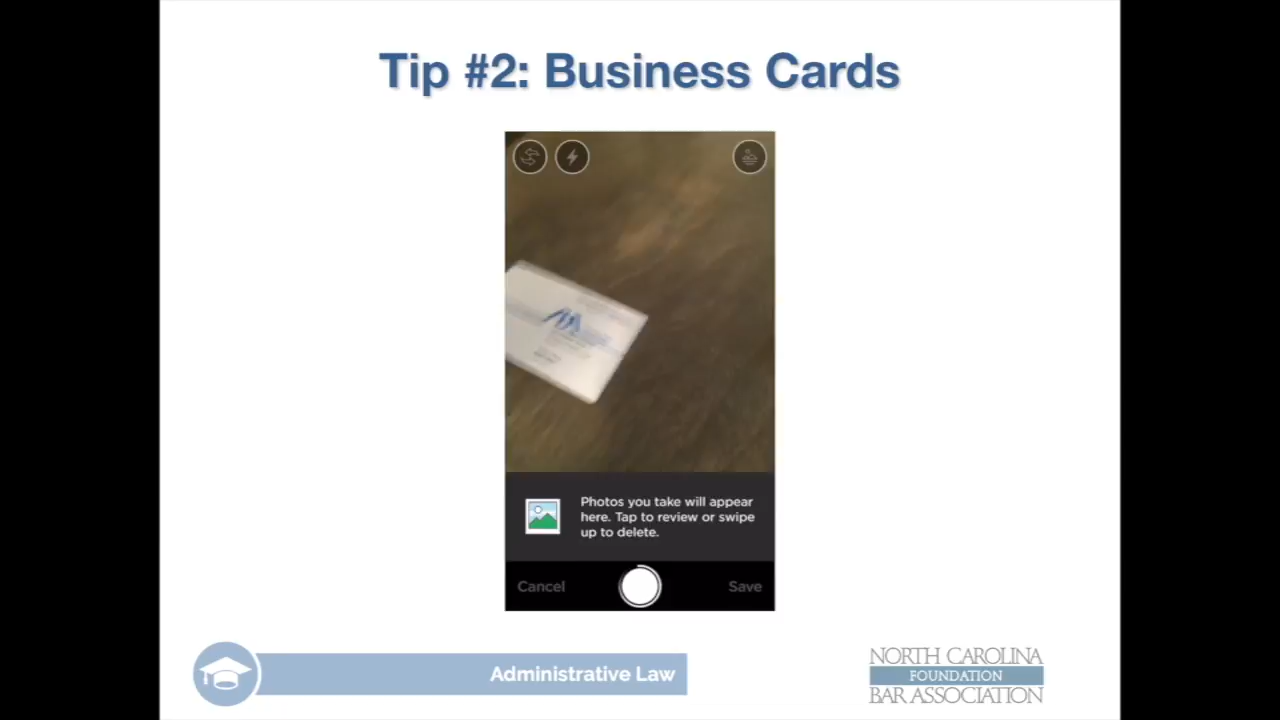 Tip #2: Business Cards
Photos you take will appear
here. Tap to review or swipe
up to delete.
Cancel
Save
Administrative Law
NORTH CAROLINA
FOUNDATION
BAR ASSOCIATION